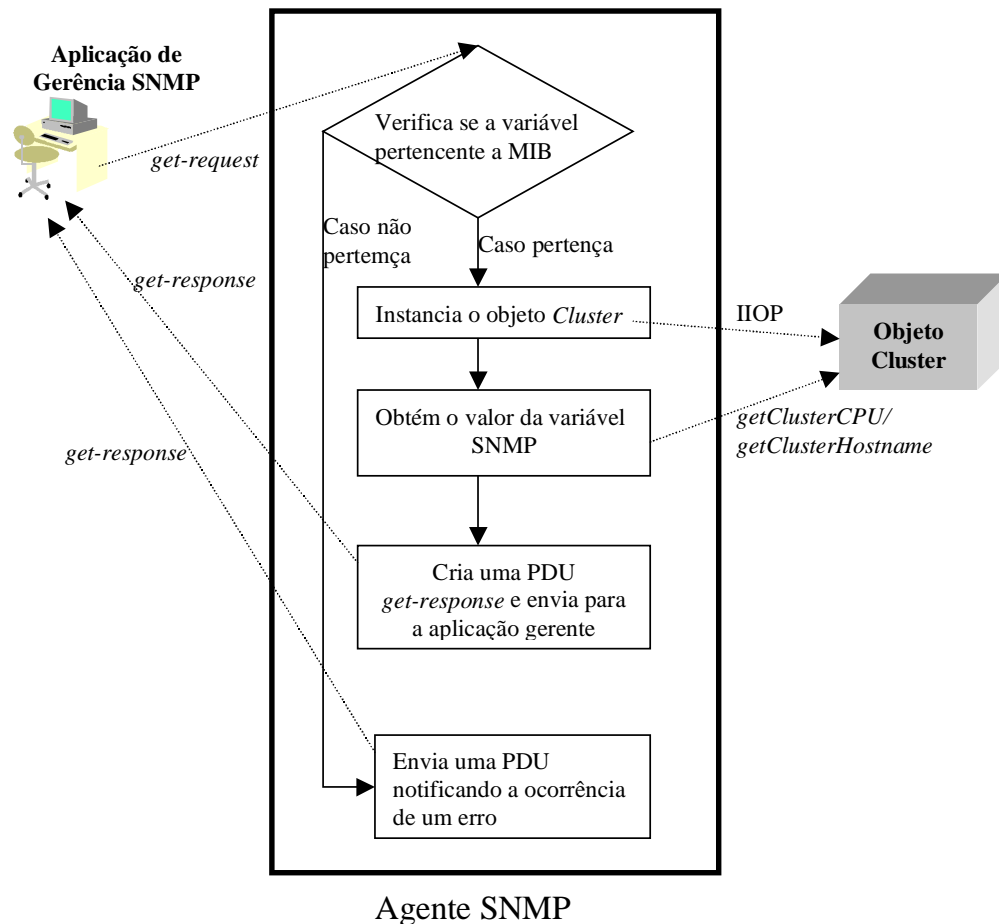 Aplicação de
Gerência SNMP
get-request
Verifica se a variável
pertencente a MIB
Caso não
pertemça
Caso pertença
get-response
Instancia o objeto Cluster
IIOP
Objeto
Cluster
Obtém o valor da variável
SNMP
getClusterCPU/
getClusterHostname
get-response
Cria uma PDU
get-response e envia para
a aplicação gerente
Envia uma PDU
notificando a ocorrência
de um erro
Agente SNMP